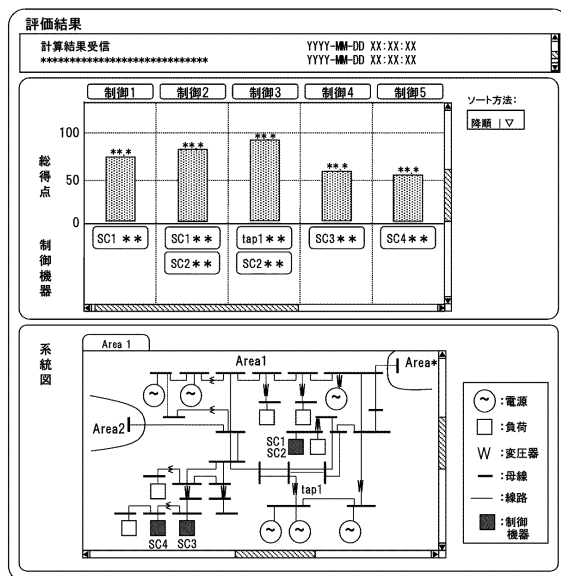 評価結果
計算結果受信 YYYY-MM-DD XX:XX:XX
***************************** YYYY-MM-DD XX:XX:XX
制御1 制御2 制御3 制御4 制御5
ソート方法:
降順 | ▽
総得点
100
50
0
**.* **.* **.* **.* **.*
制御機器
SC1 ** SC1 ** tap1** SC3** SC4**
SC2** SC2**
系統図
Area 1
Area1
Area*
Area2
SC1
SC2
tap1
SC4 SC3
~ :電源
:負荷
:変圧器
:母線
:線路
:制御
機器